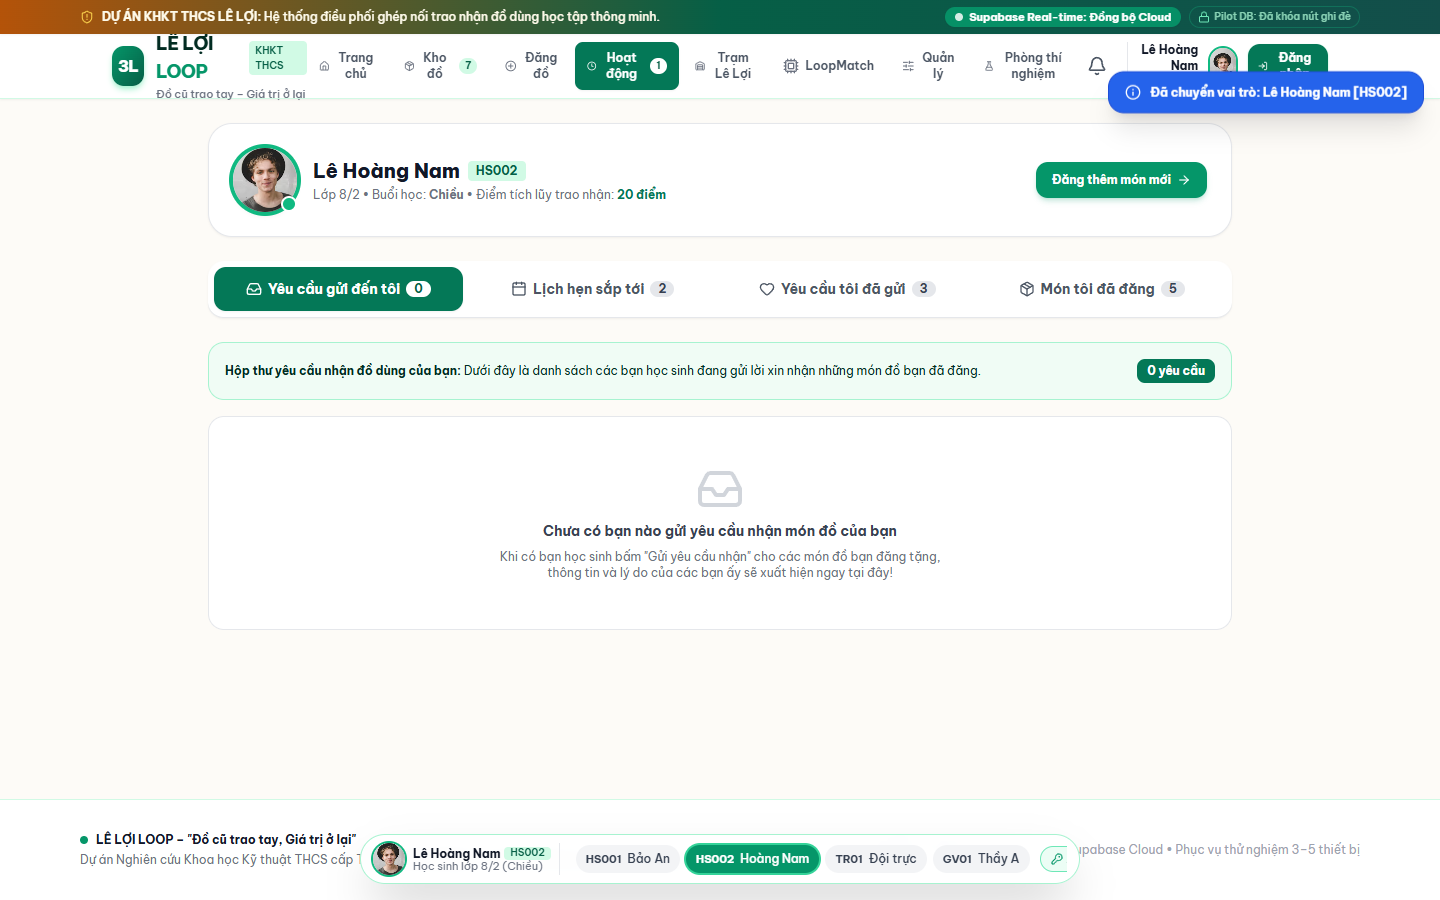 DỰ ÁN KHKT THCS LÊ LỢI: Hệ thống điều phối ghép nối trao nhận đồ dùng học tập thông minh.
Supabase Real-time: Đồng bộ Cloud
Pilot DB: Đã khóa nút ghi đè
3L
LÊ LỢI
LOOP
KHKT
THCS
Đồ cũ trao tay – Giá trị ở lại
Trang
chủ
Kho
đồ
7
Đăng
đồ
Hoạt
động
1
Trạm
Lê Lợi
LoopMatch
Quản
lý
Phòng thí
nghiệm
Lê Hoàng
Nam
Đăng
Đã chuyển vai trò: Lê Hoàng Nam [HS002]
Lê Hoàng Nam HS002
Lớp 8/2 • Buổi học: Chiều • Điểm tích lũy trao nhận: 20 điểm
Đăng thêm món mới
Yêu cầu gửi đến tôi 0
Lịch hẹn sắp tới 2
Yêu cầu tôi đã gửi 3
Món tôi đã đăng 5
Hộp thư yêu cầu nhận đồ dùng của bạn: Dưới đây là danh sách các bạn học sinh đang gửi lời xin nhận những món đồ bạn đã đăng.
0 yêu cầu
Chưa có bạn nào gửi yêu cầu nhận món đồ của bạn
Khi có bạn học sinh bấm "Gửi yêu cầu nhận" cho các món đồ bạn đăng tặng,
thông tin và lý do của các bạn ấy sẽ xuất hiện ngay tại đây!
LÊ LỢI LOOP – "Đồ cũ trao tay, Giá trị ở lại"
Dự án Nghiên cứu Khoa học Kỹ thuật THCS cấp
Lê Hoàng Nam HS002
Học sinh lớp 8/2 (Chiều)
HS001 Bảo An
HS002 Hoàng Nam
TR01 Đội trực
GV01 Thầy A
upabase Cloud • Phục vụ thử nghiệm 3–5 thiết bị